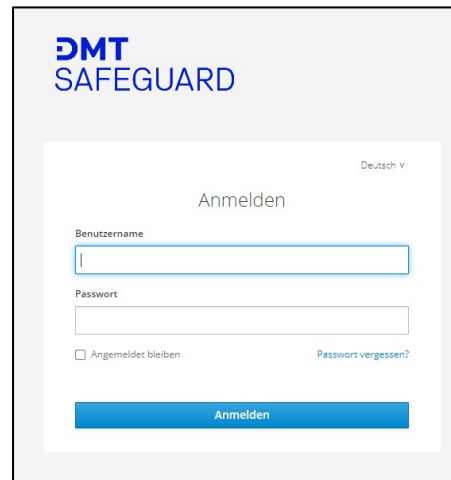 DMT
SAFEGUARD
Deutsch v
Anmelden
Benutzername
Passwort
Angemeldet bleiben
Passwort vergessen?
Anmelden